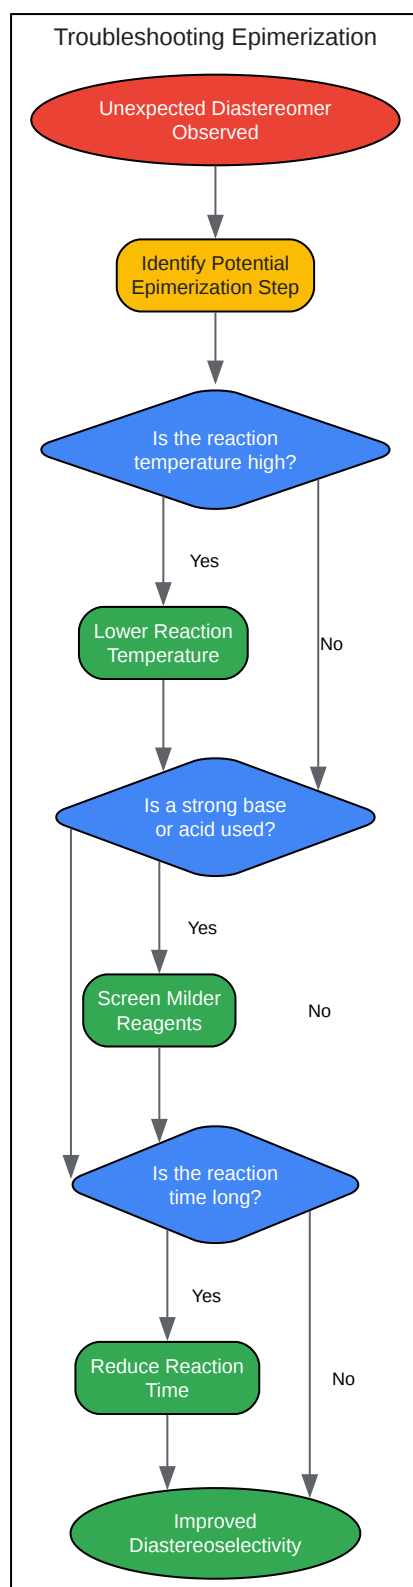 Troubleshooting Epimerization
Unexpected Diastereomer
Observed
Identify Potential
Epimerization Step
Is the reaction
temperature high?
Yes
Lower Reaction
Temperature
No
Is a strong base
or acid used?
Yes
Screen Milder
Reagents
No
Is the reaction
time long?
Yes
Reduce Reaction
Time
No
Improved
Diastereoselectivity